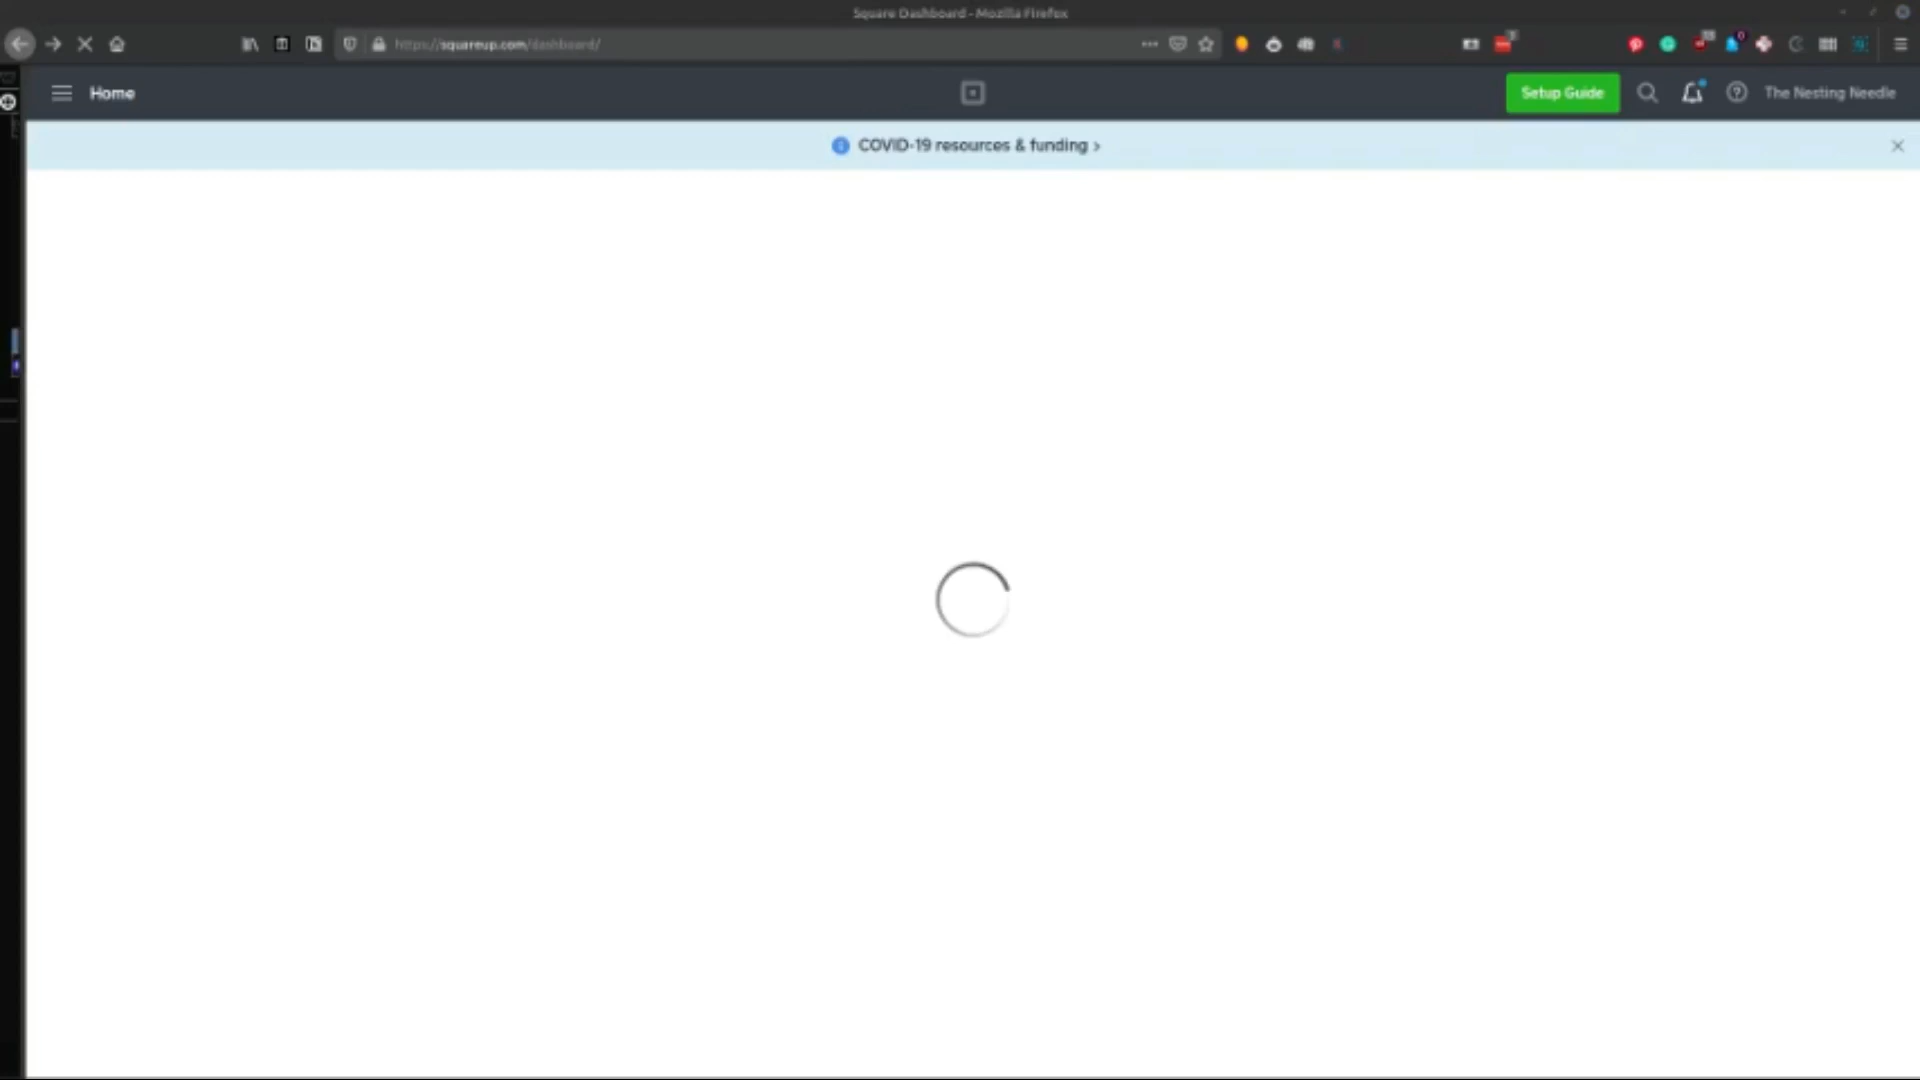 Square Dashboard - Mozilla Firefox
https://squareup.com/dashboard/
Home
Setup Guide
The Nesting Needle
COVID-19 resources & funding >